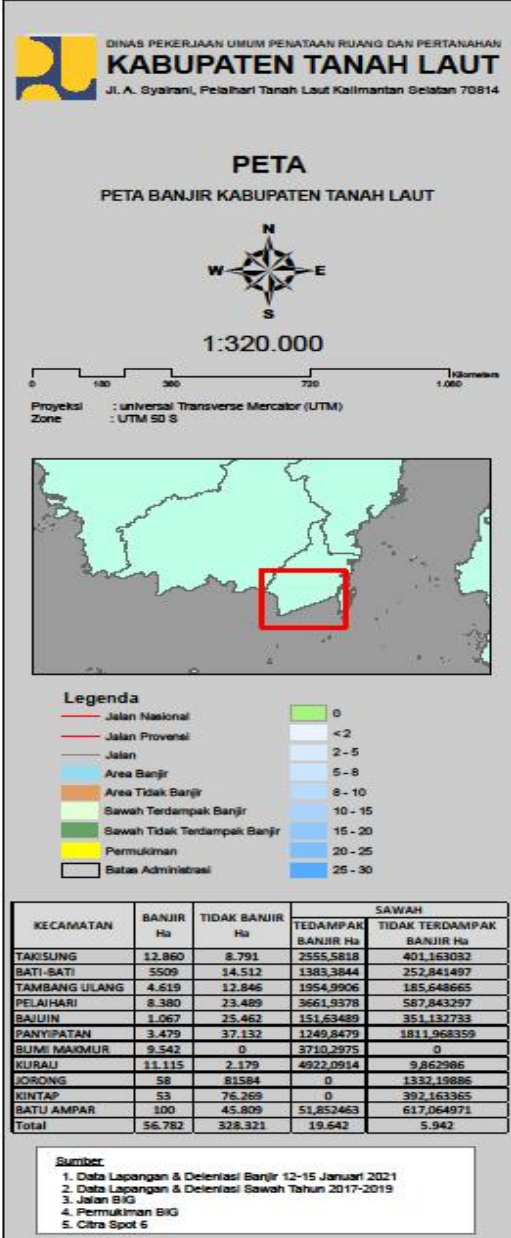 DINAS PEKERJAAN UMUM PENATAAN RUANG DAN PERTANAHAN
KABUPATEN TANAH LAUT
Jl. A. Syairani, Pelaihari Tanah Laut Kalimantan Selatan 70814
PETA
PETA BANJIR KABUPATEN TANAH LAUT
N
W E
S
1:320.000
0 180 360 720 1.080 Kilometers
Proyeksi : universal Transverse Mercator (UTM)
Zone : UTM 50 S
Legenda
Jalan Nasional
Jalan Provensi
Jalan
Area Banjir
Area Tidak Banjir
Sawah Terdampak Banjir
Sawah Tidak Terdampak Banjir
Permukiman
Batas Administrasi
0
<2
2 - 5
5 - 8
8 - 10
10 - 15
15 - 20
20 - 25
25 - 30
KECAMATAN BANJIR Ha TIDAK BANJIR Ha SAWAH
TEDAMPAK BANJIR Ha TIDAK TERDAMPAK BANJIR Ha
TAKISUNG 12.860 8.791 2555,5818 401,163032
BATI-BATI 5509 14.512 1383,3844 252,841497
TAMBANG ULANG 4.619 12.846 1954,9906 185,648665
PELAIHARI 8.380 23.489 3661,9378 587,843297
BAJUIN 1.067 25.462 151,63489 351,132733
PANYIPATAN 3.479 37.132 1249,8479 1811,968359
BUMI MAKMUR 9.542 0 3710,2975 0
KURAU 11.115 2.179 4922,0914 9,862986
JORONG 58 81584 0 1332,19886
KINTAP 53 76.269 0 392,163365
BATU AMPAR 100 45.809 51,852463 617,064971
Total 56.782 328.321 19.642 5.942
Sumber
1. Data Lapangan & Deleniasi Banjir 12-15 Januari 2021
2. Data Lapangan & Deleniasi Sawah Tahun 2017-2019
3. Jalan BIG
4. Permukiman BIG
5. Citra Spot 6